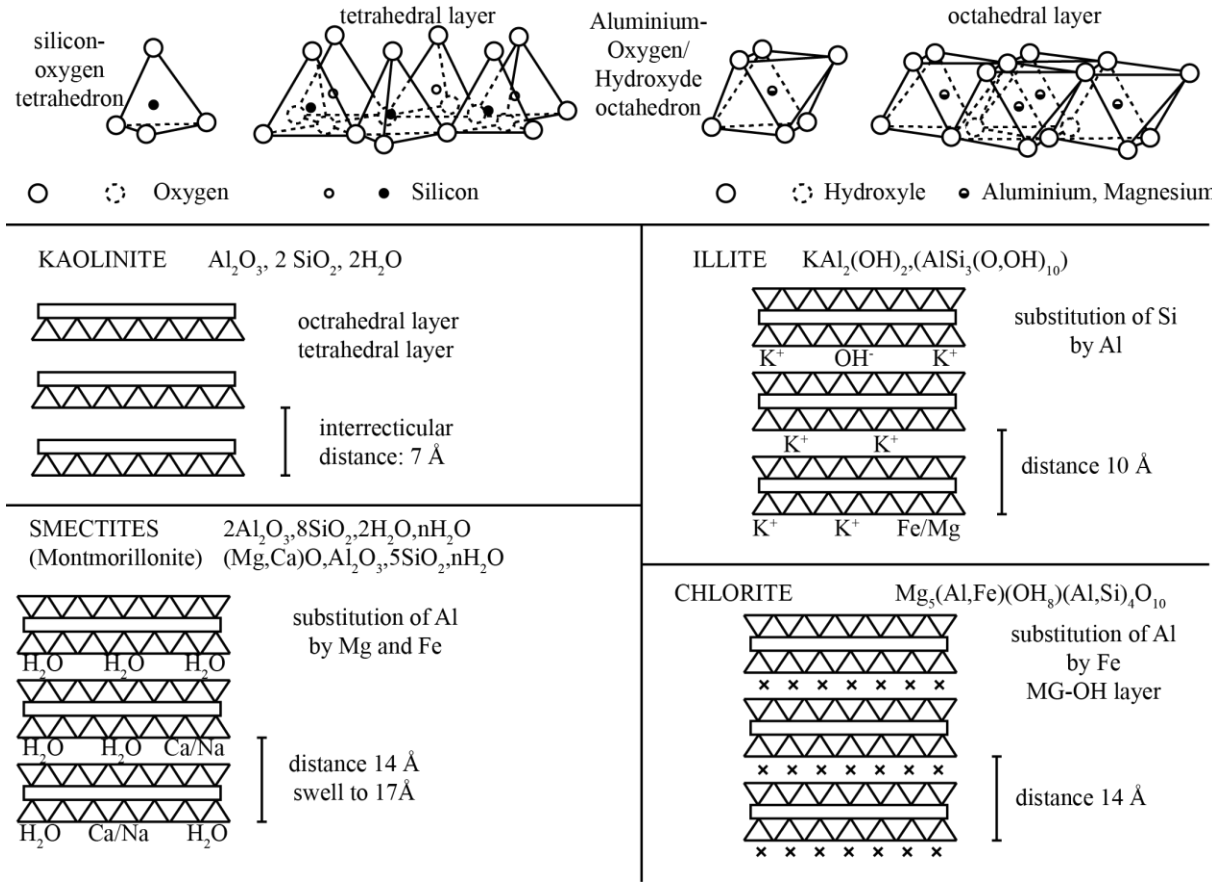 silicon-
oxygen
tetrahedron
tetrahedral layer
Aluminium-
Oxygen/
Hydroxyde
octahedron
octahedral layer
Oxygen
Silicon
Hydroxyle
Aluminium, Magnesium
KAOLINITE Al₂O₃, 2 SiO₂, 2H₂O
octrahedral layer
tetrahedral layer
interrecticular
distance: 7 Å
ILLITE KAl₂(OH)₂,(AlSi₃(O,OH)₁₀)
substitution of Si
by Al
K⁺ OH⁻ K⁺
K⁺ K⁺
distance 10 Å
K⁺ K⁺ Fe/Mg
SMECTITES 2Al₂O₃,8SiO₂,2H₂O,nH₂O
(Montmorillonite) (Mg,Ca)O,Al₂O₃,5SiO₂,nH₂O
substitution of Al
by Mg and Fe
H₂O H₂O H₂O
H₂O H₂O Ca/Na
distance 14 Å
swell to 17Å
H₂O Ca/Na H₂O
CHLORITE Mg₅(Al,Fe)(OH₈)(Al,Si)₄O₁₀
substitution of Al
by Fe
MG-OH layer
distance 14 Å